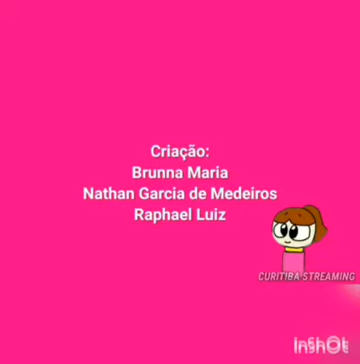 Criação:
Brunna Maria
Nathan Garcia de Medeiros
Raphael Luiz
CURITIBA STREAMING
InShOt